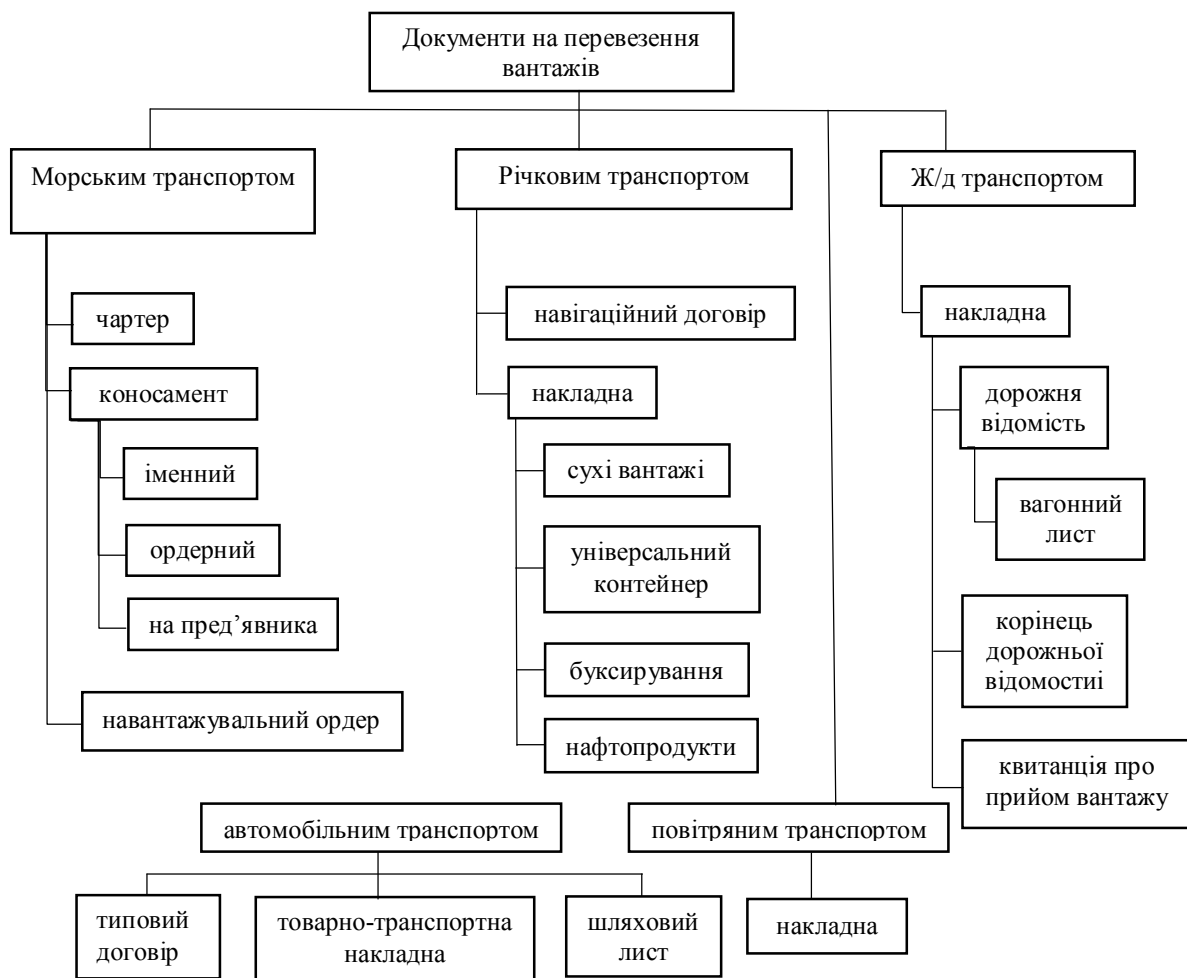 Документи на перевезення
вантажів
Морським транспортом
Річковим транспортом
Ж/д транспортом
чартер
коносамент
іменний
ордерний
на пред’явника
навантажувальний ордер
навігаційний договір
накладна
сухі вантажі
універсальний
контейнер
буксирування
нафтопродукти
накладна
дорожня
відомість
вагонний
лист
корінець
дорожньої
відомостиі
квитанція про
прийом вантажу
автомобільним транспортом
типовий
договір
товарно-транспортна
накладна
шляховий
лист
повітряним транспортом
накладна